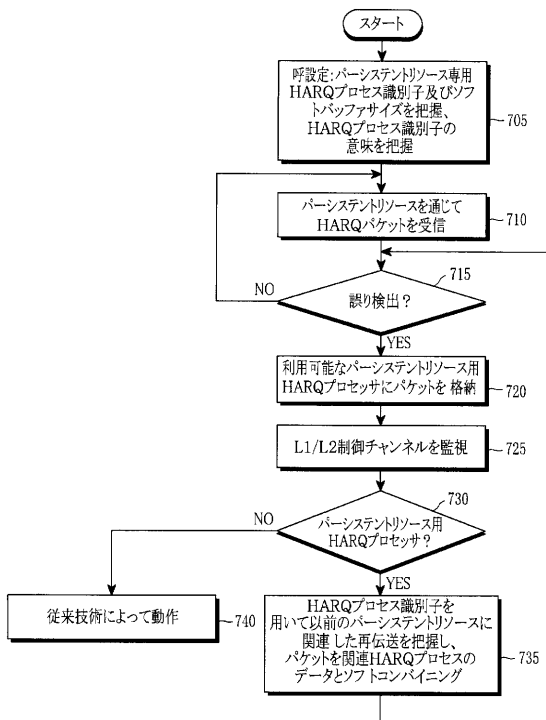 スタート
呼設定:パーシステントリソース専用
HARQプロセス識別子及びソフ
トバッファサイズを把握、
HARQプロセス識別子の
意味を把握
705
パーシステントリソースを通じて
HARQパケットを受信
710
715
誤り検出?
NO
YES
利用可能なパーシステントリソース用
HARQプロセッサにパケットを 格納
720
L1/L2制御チャンネルを監視
725
730
パーシステントリソース用
HARQプロセッサ?
NO
YES
従来技術によって動作
740
HARQプロセス識別子を
用いて以前のパーシステントリソースに
関連した再伝送を把握し、
パケットを関連HARQプロセスの
データとソフトコンバイニング
735